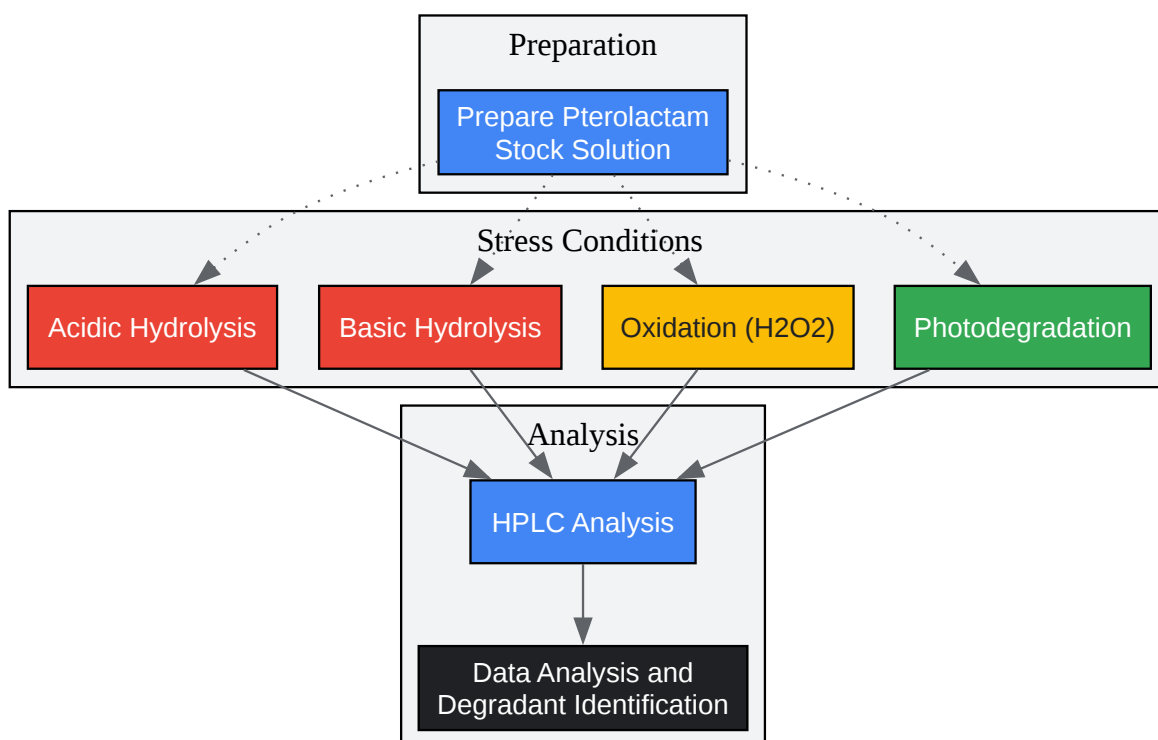 Preparation
Prepare Pterolactam
Stock Solution
Stress Conditions
Acidic Hydrolysis
Basic Hydrolysis
Oxidation (H2O2)
Photodegradation
Analysis
HPLC Analysis
Data Analysis and
Degradant Identification